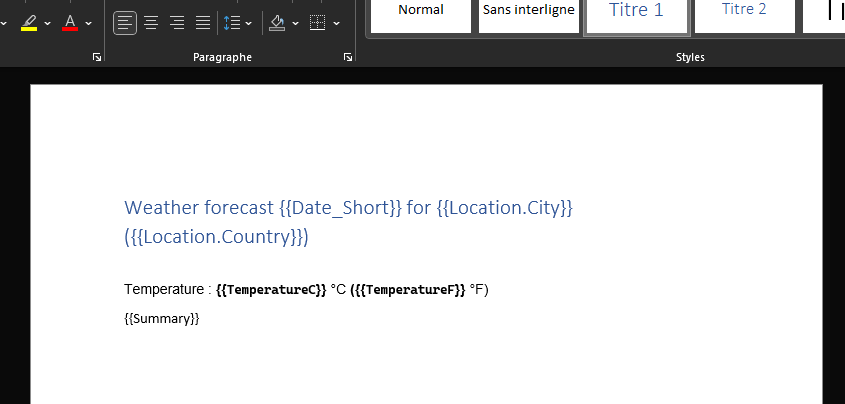 A
Normal
Sans interligne
Titre 1
Titre 2
Paragraphe
Styles
Weather forecast {{Date_Short}} for {{Location.City}}
({{Location.Country}})
Temperature : {{TemperatureC}} °C ({{TemperatureF}} °F)
{{Summary}}